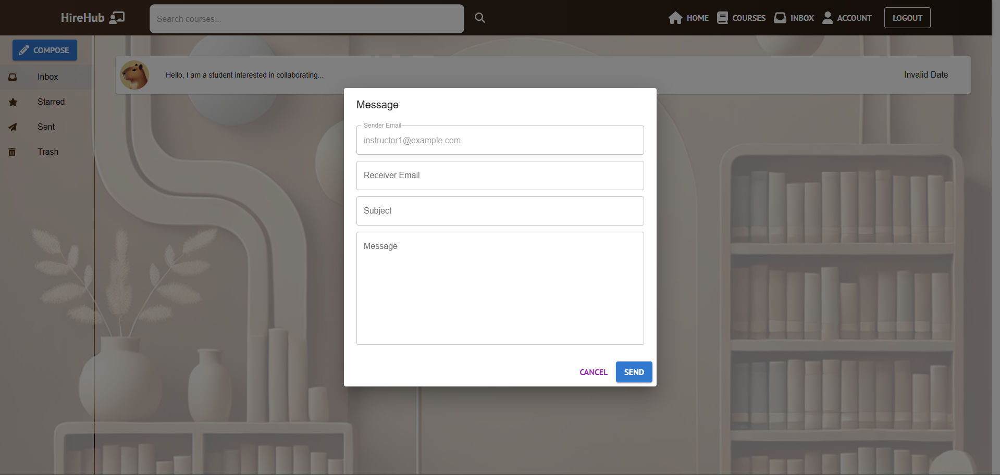 HireHub
Search courses...
HOME
COURSES
INBOX
ACCOUNT
LOGOUT
COMPOSE
Inbox
Starred
Sent
Trash
Hello, I am a student interested in collaborating...
Invalid Date
Message
Sender Email
instructor1@example.com
Receiver Email
Subject
Message
CANCEL
SEND